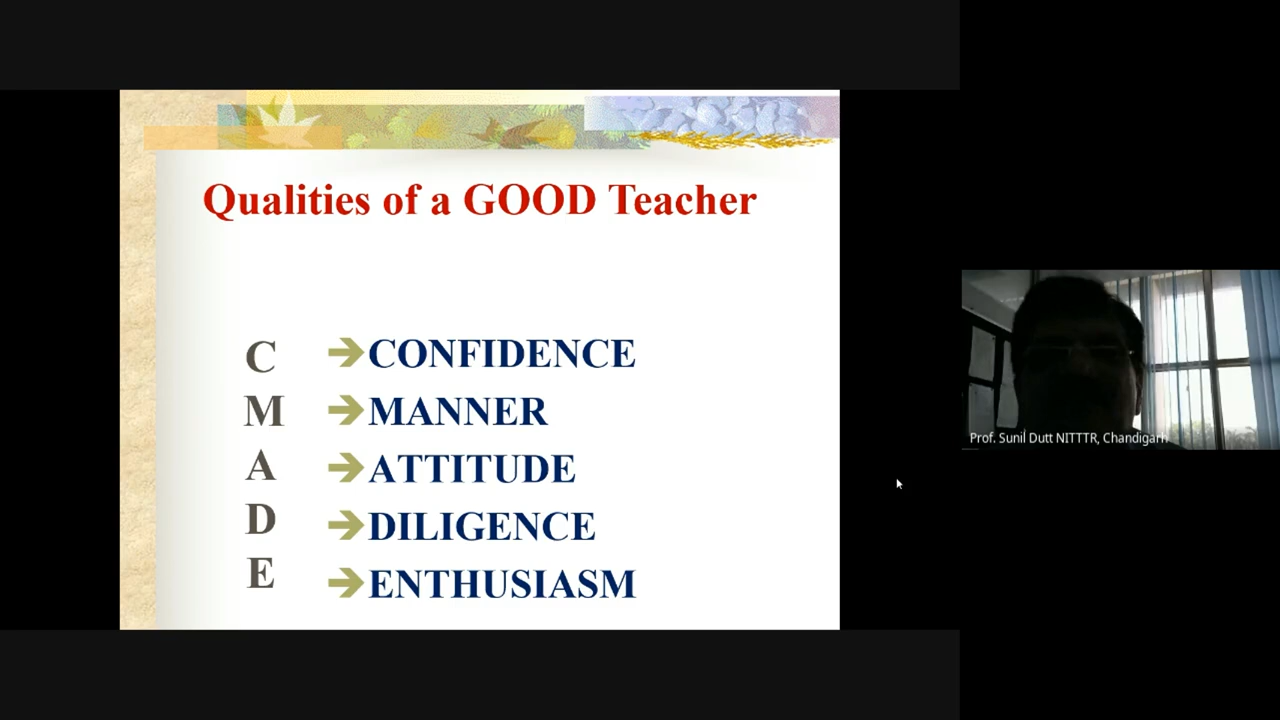 Qualities of a GOOD Teacher
C ➔CONFIDENCE
M ➔MANNER
A ➔ATTITUDE
D ➔DILIGENCE
E ➔ENTHUSIASM
Prof. Sunil Dutt NITTTR, Chandigarh